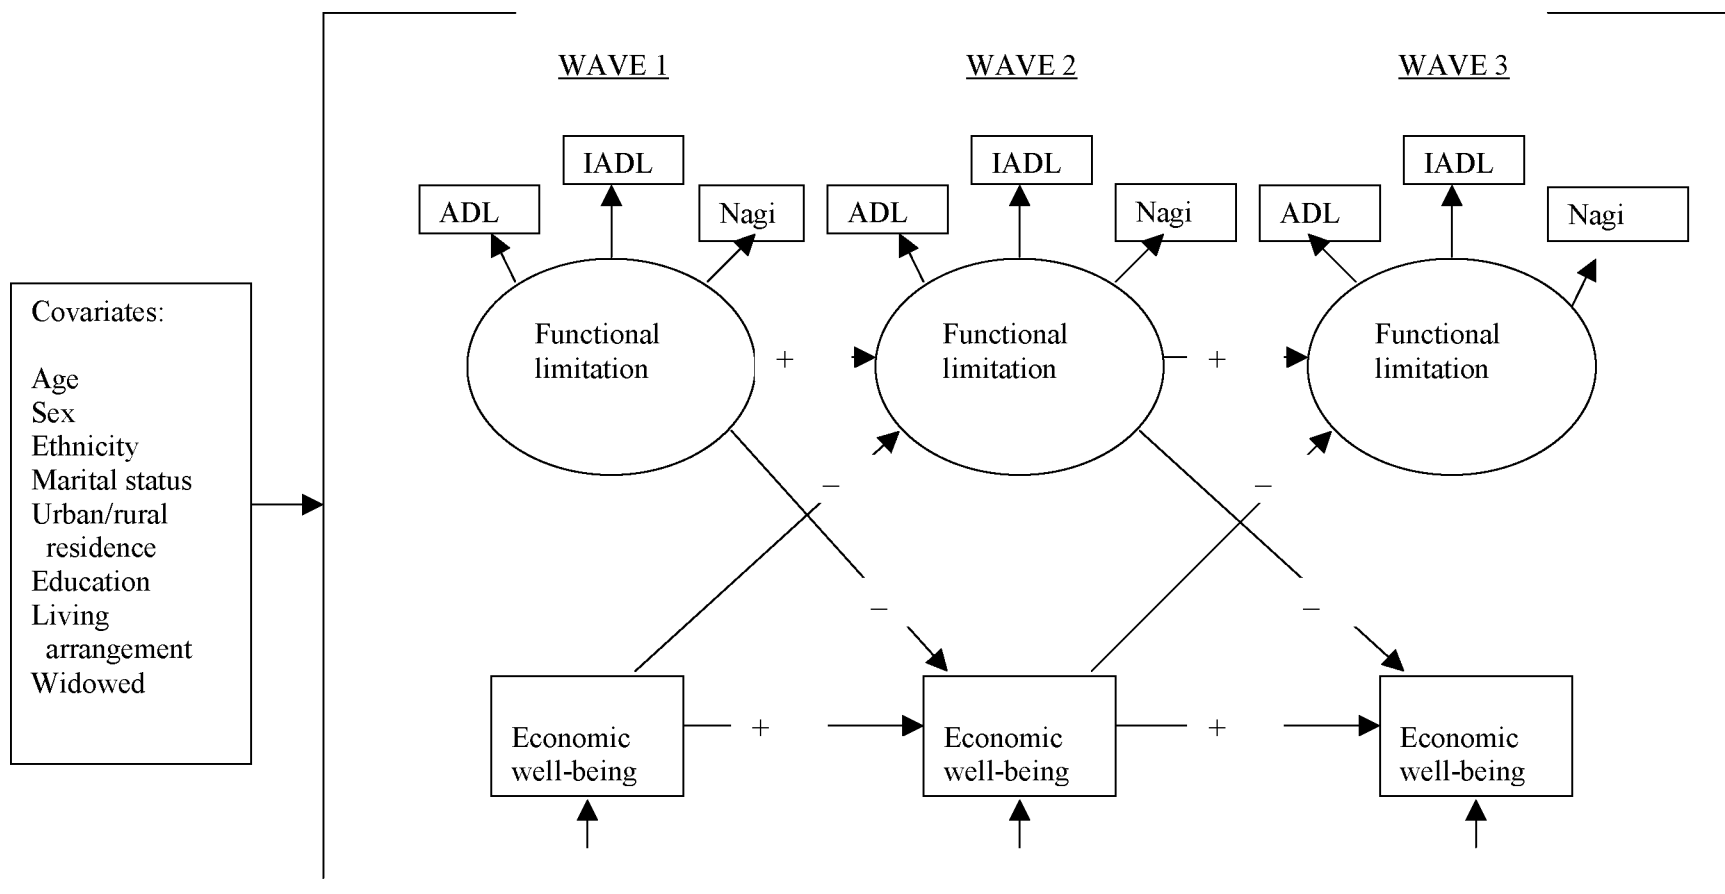 WAVE 1
WAVE 2
WAVE 3
IADL
IADL
IADL
ADL
Nagi
ADL
Nagi
ADL
Nagi
Covariates:
Age
Sex
Ethnicity
Marital status
Urban/rural
residence
Education
Living
arrangement
Widowed
Functional
limitation
+
Functional
limitation
+
Functional
limitation
–
–
–
–
Economic
well-being
+
Economic
well-being
+
Economic
well-being